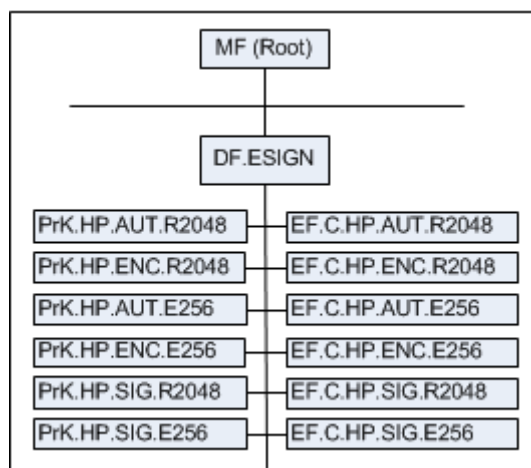 MF (Root)
DF.ESIGN
PrK.HP.AUT.R2048 EF.C.HP.AUT.R2048
PrK.HP.ENC.R2048 EF.C.HP.ENC.R2048
PrK.HP.AUT.E256 EF.C.HP.AUT.E256
PrK.HP.ENC.E256 EF.C.HP.ENC.E256
PrK.HP.SIG.R2048 EF.C.HP.SIG.R2048
PrK.HP.SIG.E256 EF.C.HP.SIG.E256